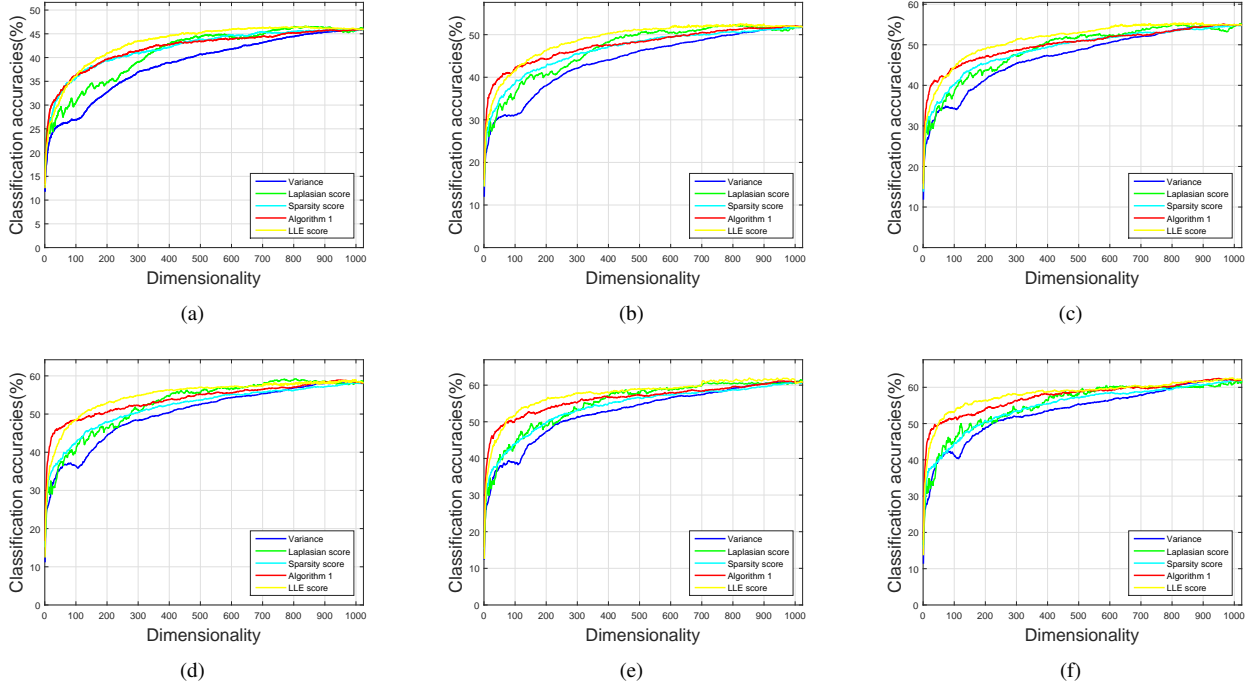 Classification accuracies(%)
50
45
40
35
30
25
20
15
10
5
0
0 100 200 300 400 500 600 700 800 900 1000
Dimensionality
Variance
Laplasian score
Sparsity score
Algorithm 1
LLE score
(a)
Classification accuracies(%)
50
40
30
20
10
0
0 100 200 300 400 500 600 700 800 900 1000
Dimensionality
Variance
Laplasian score
Sparsity score
Algorithm 1
LLE score
(b)
Classification accuracies(%)
60
50
40
30
20
10
0
0 100 200 300 400 500 600 700 800 900 1000
Dimensionality
Variance
Laplasian score
Sparsity score
Algorithm 1
LLE score
(c)
Classification accuracies(%)
60
50
40
30
20
10
0
0 100 200 300 400 500 600 700 800 900 1000
Dimensionality
Variance
Laplasian score
Sparsity score
Algorithm 1
LLE score
(d)
Classification accuracies(%)
60
50
40
30
20
10
0
0 100 200 300 400 500 600 700 800 900 1000
Dimensionality
Variance
Laplasian score
Sparsity score
Algorithm 1
LLE score
(e)
Classification accuracies(%)
60
50
40
30
20
10
0
0 100 200 300 400 500 600 700 800 900 1000
Dimensionality
Variance
Laplasian score
Sparsity score
Algorithm 1
LLE score
(f)